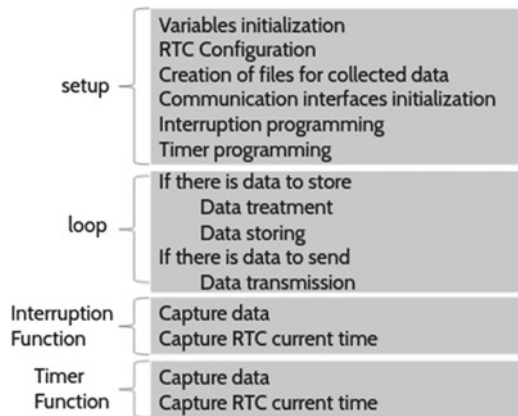 setup
Variables initialization
RTC Configuration
Creation of files for collected data
Communication interfaces initialization
Interruption programming
Timer programming
loop
If there is data to store
Data treatment
Data storing
If there is data to send
Data transmission
Interruption
Function
Capture data
Capture RTC current time
Timer
Function
Capture data
Capture RTC current time